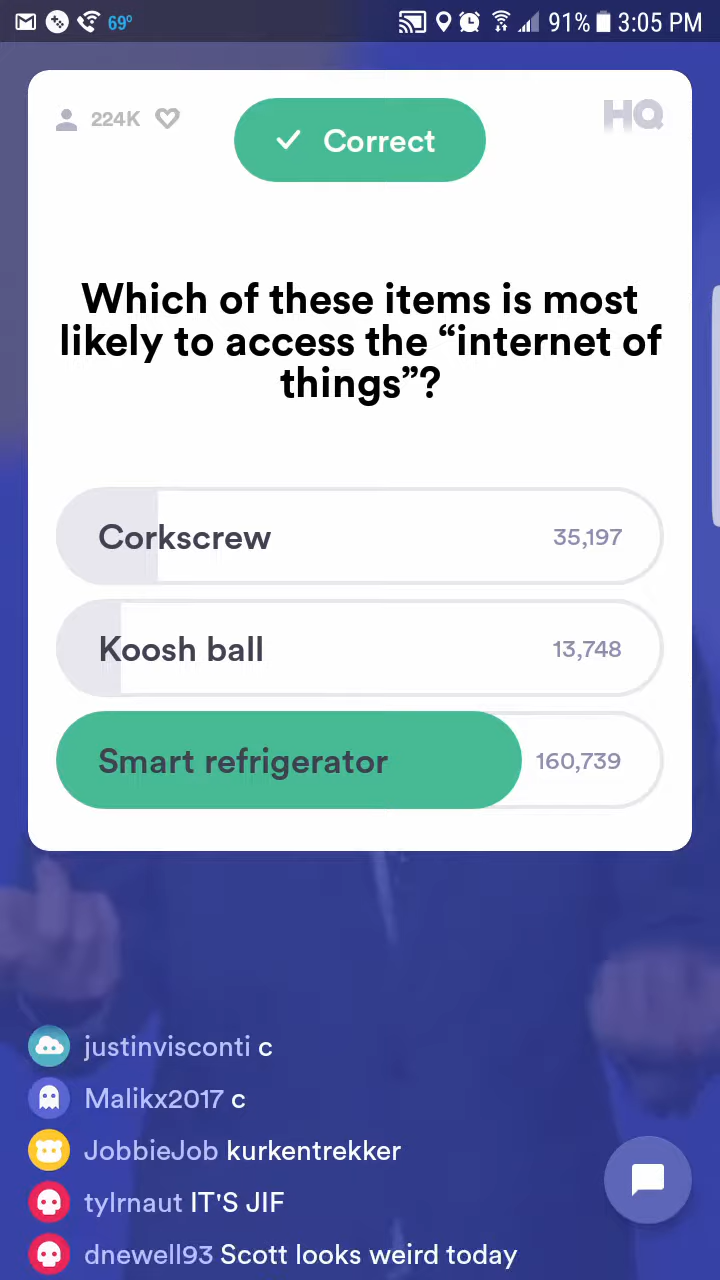 69° 91% 3:05 PM
224K Correct HQ
Which of these items is most
likely to access the “internet of
things”?
Corkscrew 35,197
Koosh ball 13,748
Smart refrigerator 160,739
justinvisconti c
Malikx2017 c
JobbieJob kurkentrekker
tylrnaut IT'S JIF
dnewell93 Scott looks weird today